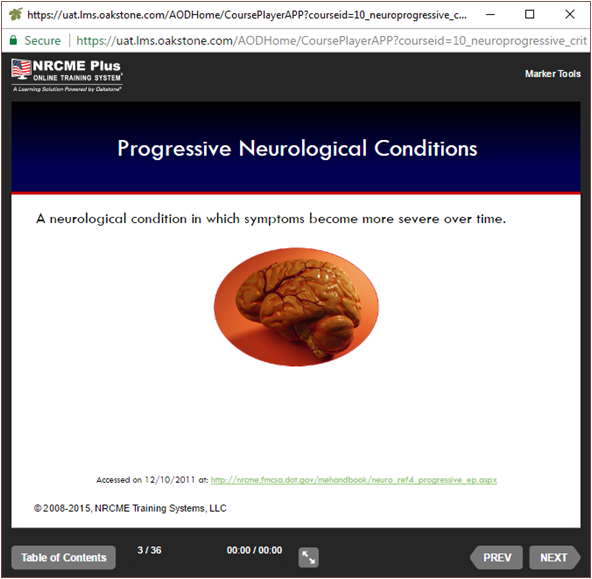 https://uat.lms.oakstone.com/AODHome/CoursePlayerAPP?courseid=10_neuroprogressive_c...
Secure https://uat.lms.oakstone.com/AODHome/CoursePlayerAPP?courseid=10_neuroprogressive_crit
NRCME Plus
ONLINE TRAINING SYSTEM
A Learning Solution Powered by Oakstone®
Marker Tools
Progressive Neurological Conditions
A neurological condition in which symptoms become more severe over time.
Accessed on 12/10/2011 at: http://nrcme.fmcsa.dot.gov/mehandbook/neuro_ref4_progressive_ep.aspx
© 2008-2015, NRCME Training Systems, LLC
Table of Contents
3 / 36
00:00 / 00:00
PREV
NEXT